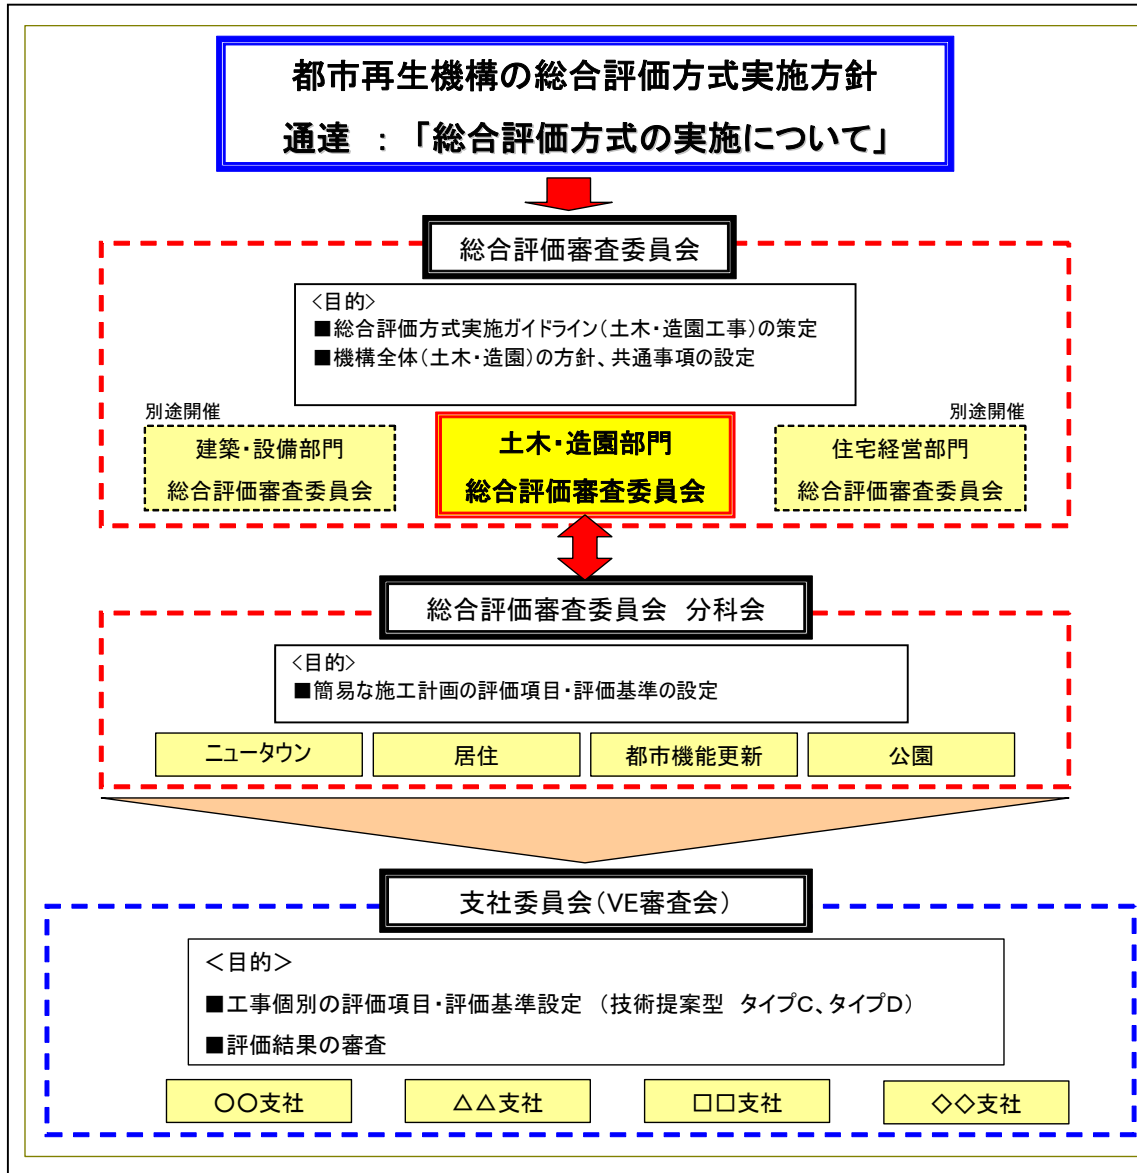 都市再生機構の総合評価方式実施方針
通達 ： 「総合評価方式の実施について」
総合評価審査委員会
<目的>
■総合評価方式実施ガイドライン（土木・造園工事）の策定
■機構全体（土木・造園）の方針、共通事項の設定
別途開催
建築・設備部門
総合評価審査委員会
土木・造園部門
総合評価審査委員会
別途開催
住宅経営部門
総合評価審査委員会
総合評価審査委員会　分科会
<目的>
■簡易な施工計画の評価項目・評価基準の設定
ニュータウン
居住
都市機能更新
公園
支社委員会（VE審査会）
＜目的＞
■工事個別の評価項目・評価基準設定　（技術提案型　タイプC、タイプD）
■評価結果の審査
〇〇支社
△△支社
□□支社
◇◇支社